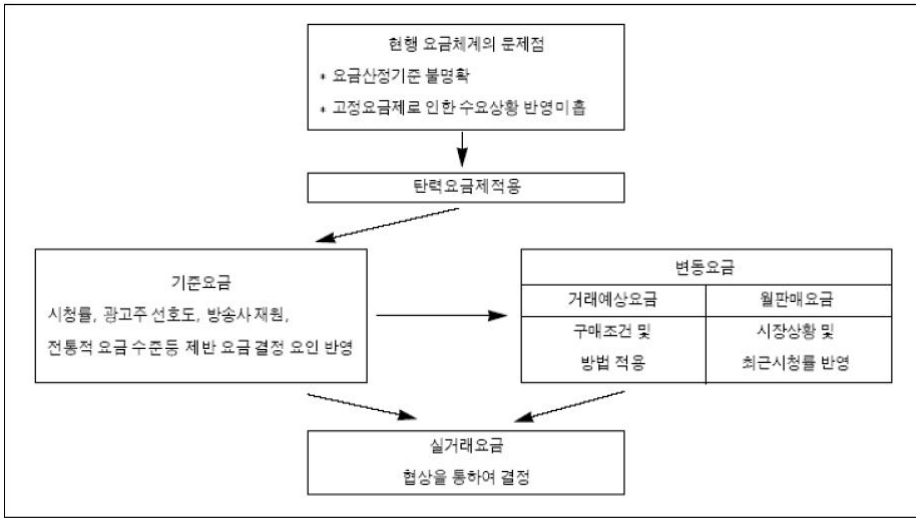 현행 요금체계의 문제점
* 요금산정기준 불명확
* 고정요금제로 인한 수요상황 반영미흡
탄력요금제적용
기준요금
시청률, 광고주 선호도, 방송사 재원,
전통적 요금 수준등 제반 요금 결정 요인 반영
변동요금
거래예상요금
구매조건 및
방법 적용
월판매요금
시장상황 및
최근시청률 반영
실거래요금
협상을 통하여 결정